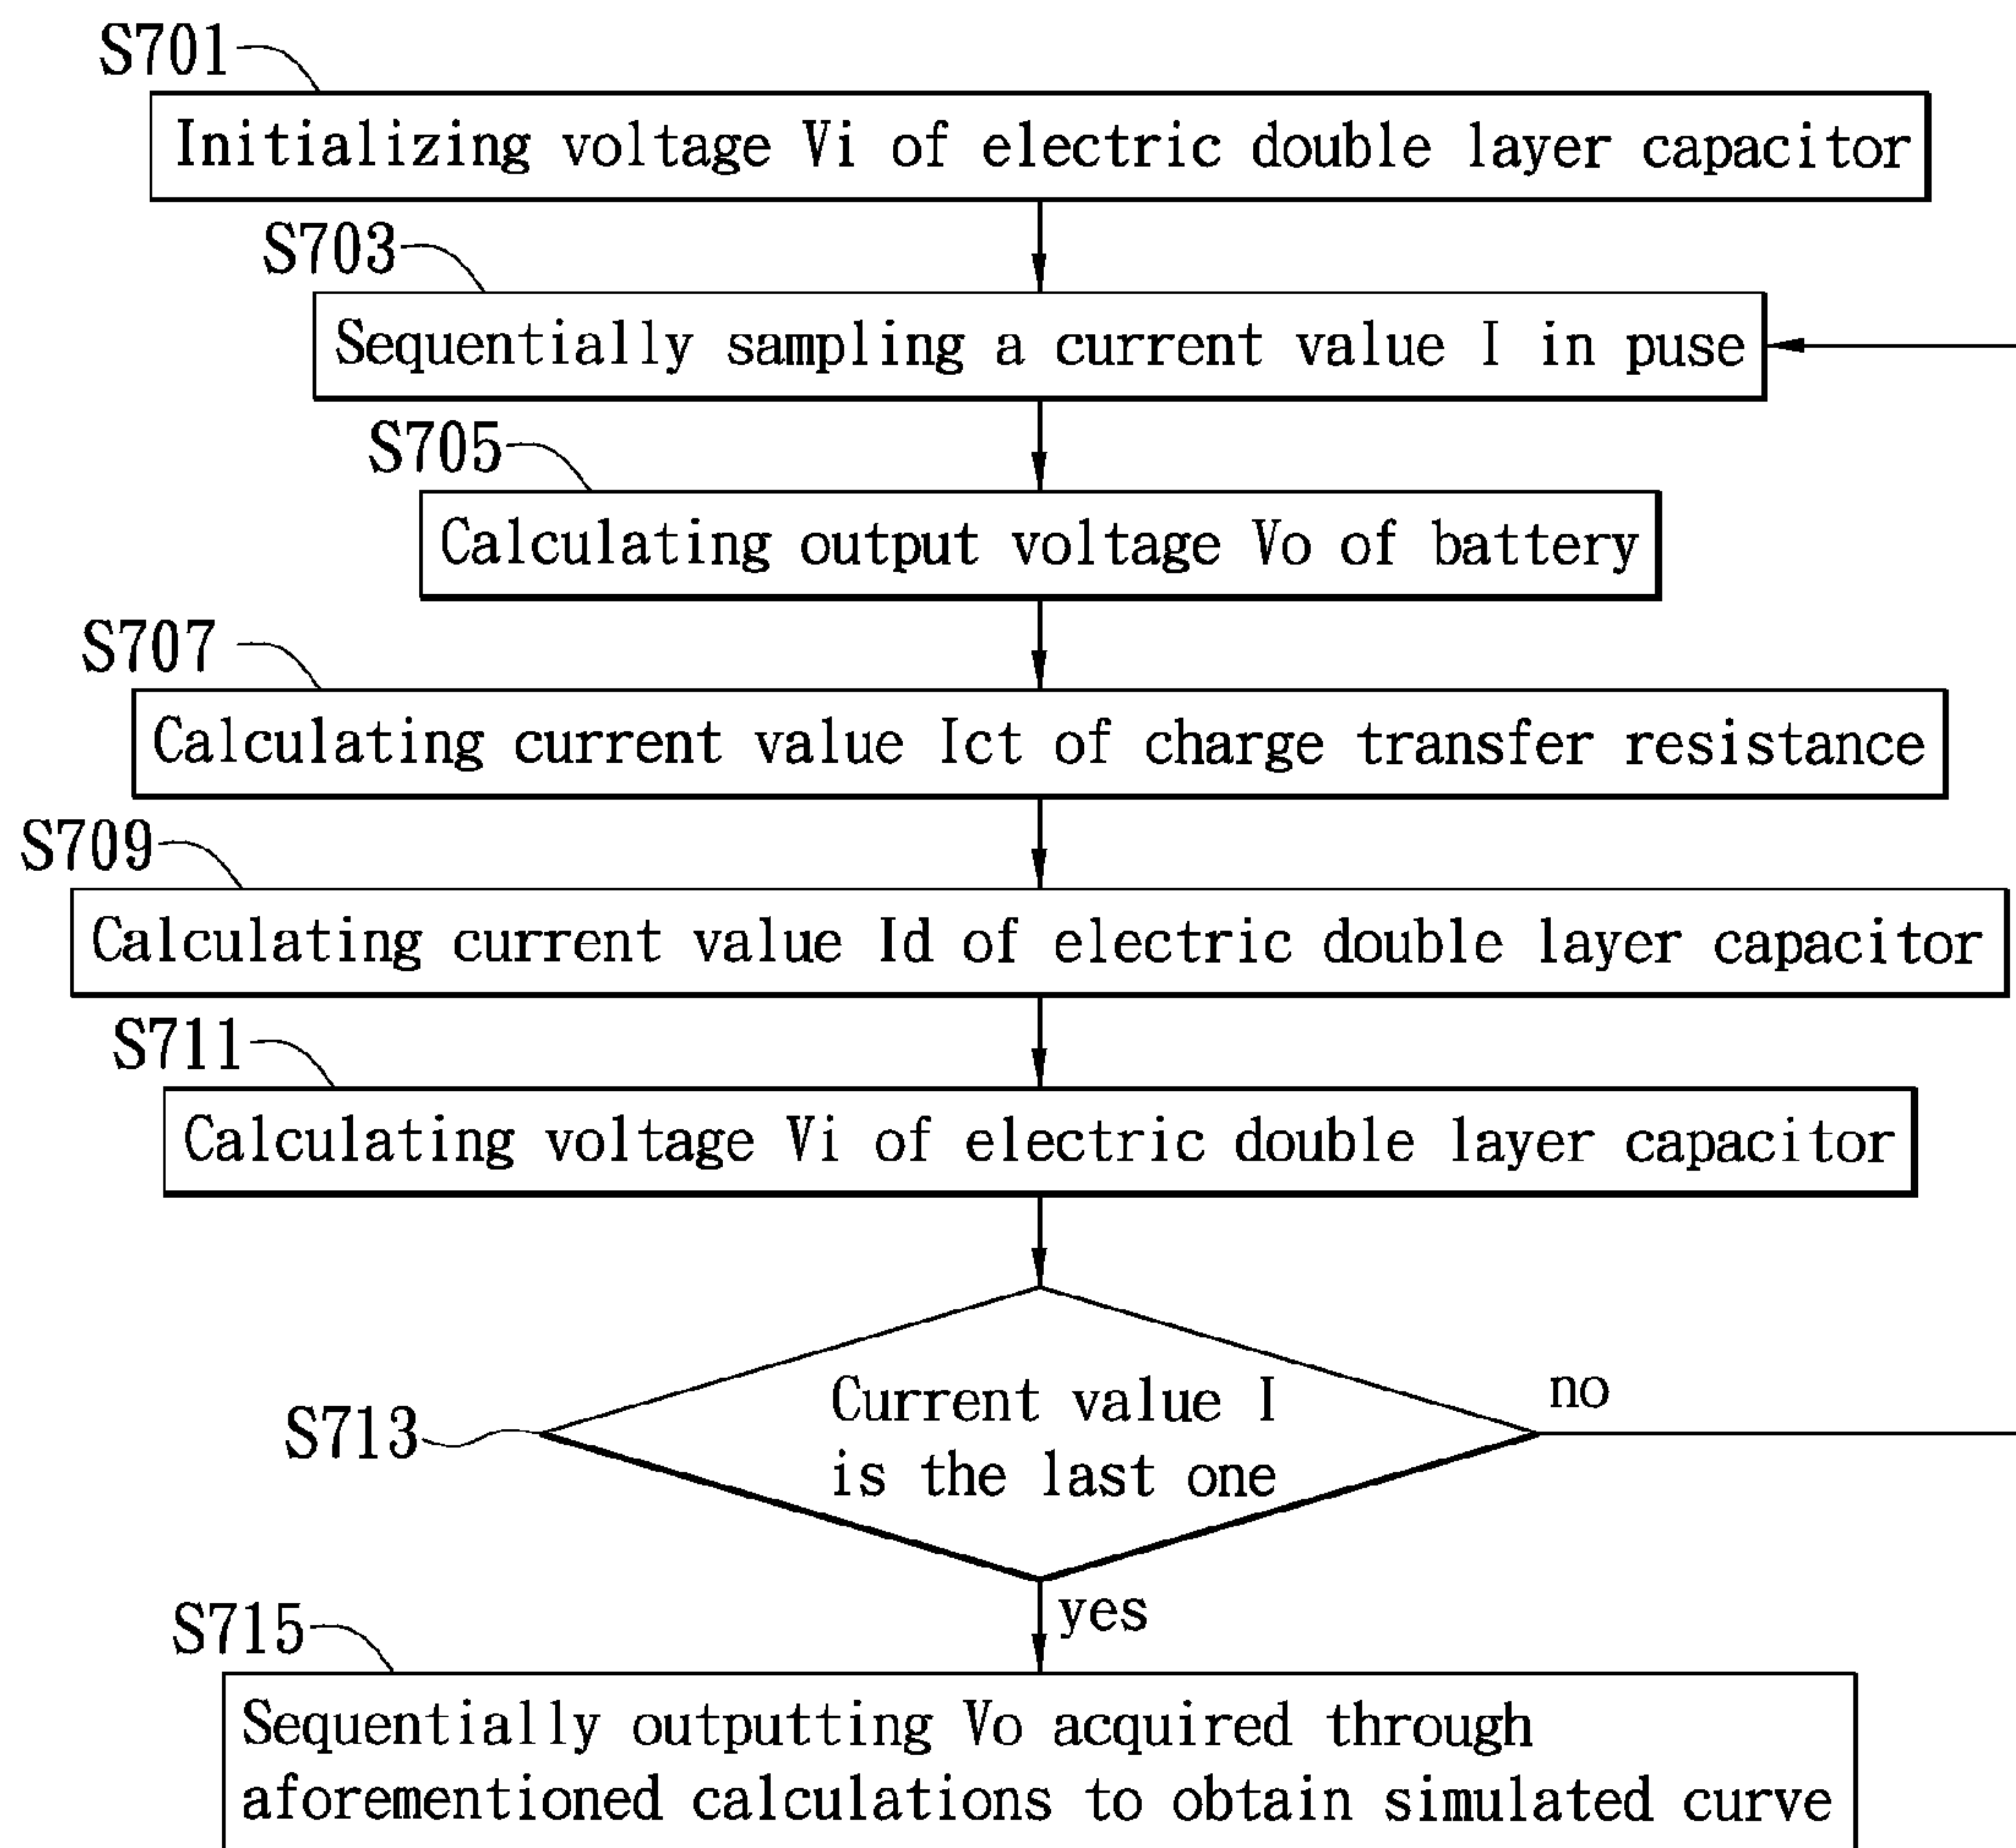 S701
Initializing voltage Vi of electric double layer capacitor
S703
Sequentially sampling a current value I in puse
S705
Calculating output voltage Vo of battery
S707
Calculating current value Ict of charge transfer resistance
S709
Calculating current value Id of electric double layer capacitor
S711
Calculating voltage Vi of electric double layer capacitor
S713
Current value I
is the last one
no
yes
S715
Sequentially outputting Vo acquired through
aforementioned calculations to obtain simulated curve